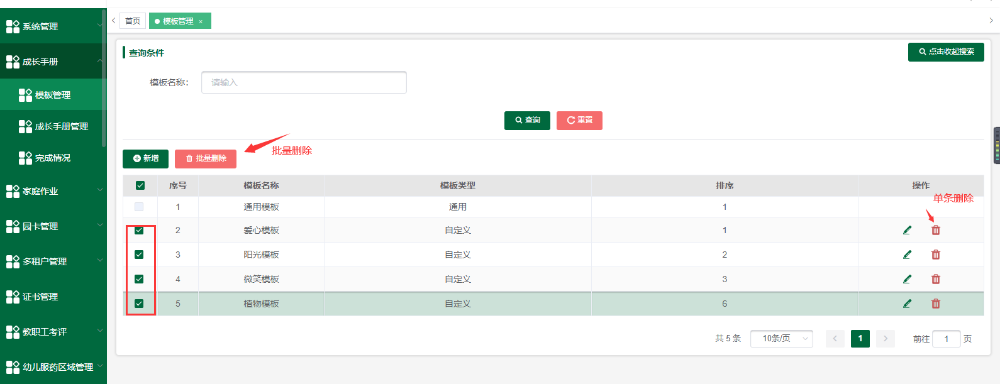 系统管理
成长手册
模板管理
成长手册管理
完成情况
家庭作业
园卡管理
多租户管理
证书管理
教职工考评
幼儿服药区域管理
首页
模板管理 ×
查询条件
点击收起搜索
模板名称：
请输入
查询
重置
新增
批量删除
批量删除
序号 模板名称 模板类型 排序 操作
单条删除
1 通用模板 通用 1
2 爱心模板 自定义 1
3 阳光模板 自定义 2
4 微笑模板 自定义 3
5 植物模板 自定义 6
共 5 条 10条/页 1 前往 1 页